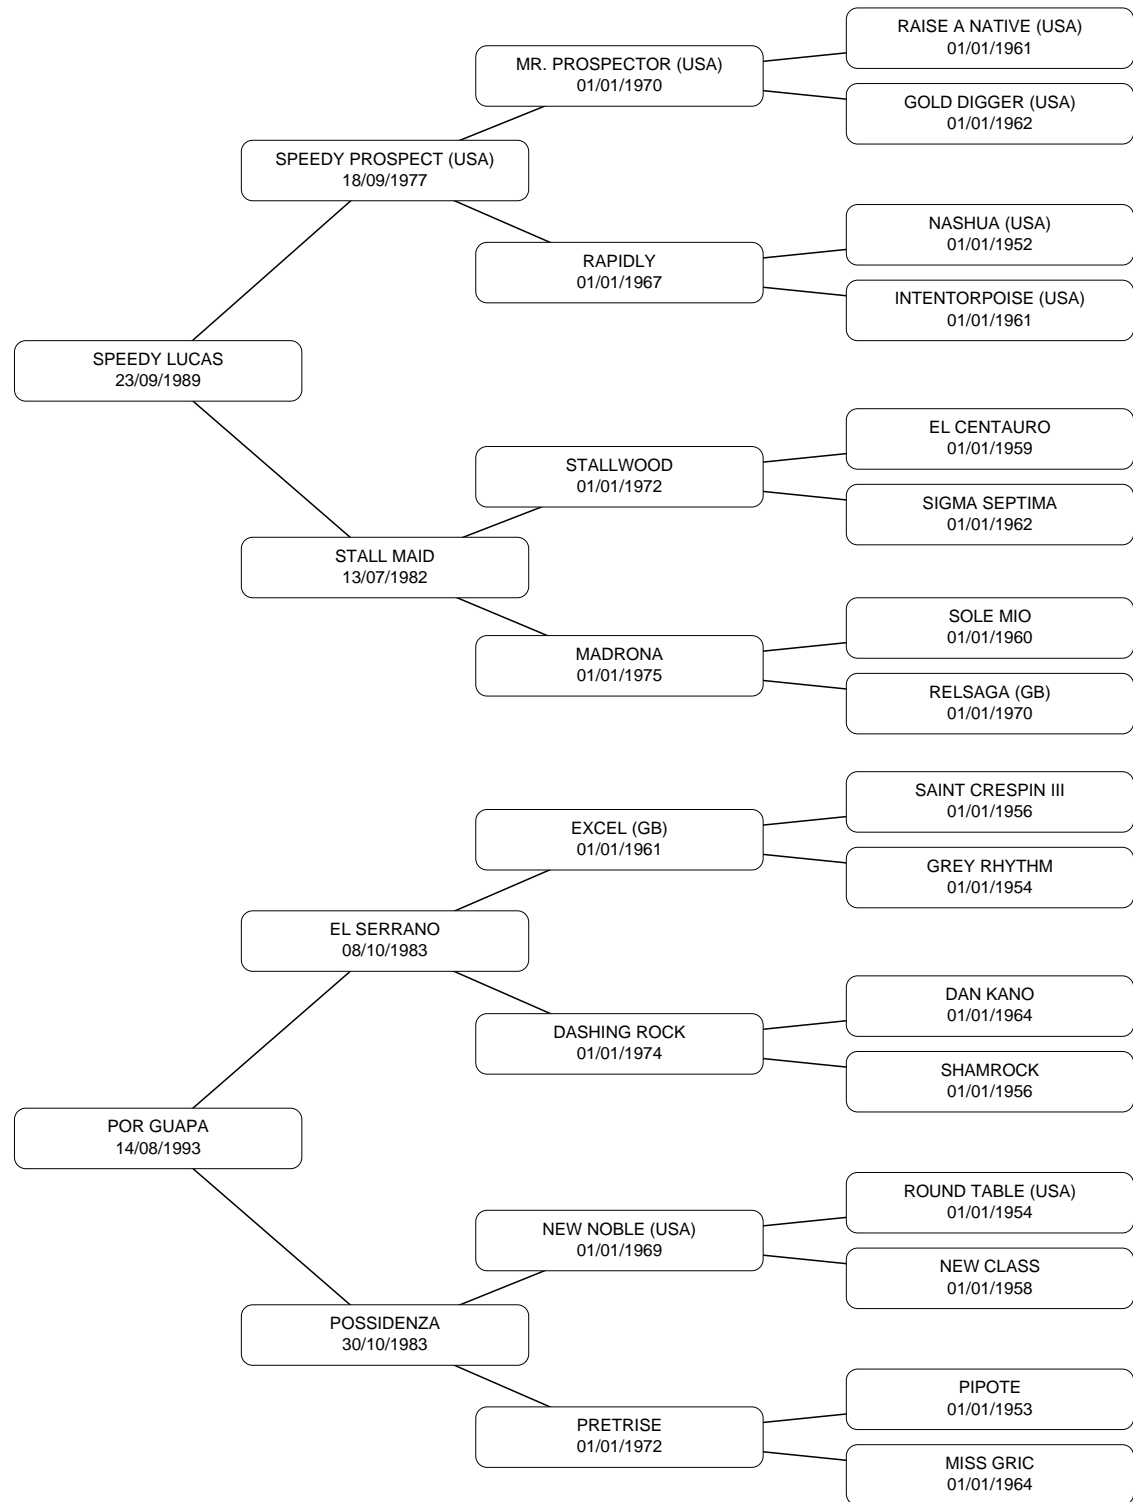 RAISE A NATIVE (USA)
01/01/1961
MR. PROSPECTOR (USA)
01/01/1970
GOLD DIGGER (USA)
01/01/1962
SPEEDY PROSPECT (USA)
18/09/1977
NASHUA (USA)
01/01/1952
RAPIDLY
01/01/1967
INTENTORPOISE (USA)
01/01/1961
SPEEDY LUCAS
23/09/1989
EL CENTAURO
01/01/1959
STALLWOOD
01/01/1972
SIGMA SEPTIMA
01/01/1962
STALL MAID
13/07/1982
SOLE MIO
01/01/1960
MADRONA
01/01/1975
RELSAGA (GB)
01/01/1970
SAINT CRESPIN III
01/01/1956
EXCEL (GB)
01/01/1961
GREY RHYTHM
01/01/1954
EL SERRANO
08/10/1983
DAN KANO
01/01/1964
DASHING ROCK
01/01/1974
SHAMROCK
01/01/1956
POR GUAPA
14/08/1993
ROUND TABLE (USA)
01/01/1954
NEW NOBLE (USA)
01/01/1969
NEW CLASS
01/01/1958
POSSIDENZA
30/10/1983
PIPOTE
01/01/1953
PRETRISE
01/01/1972
MISS GRIC
01/01/1964